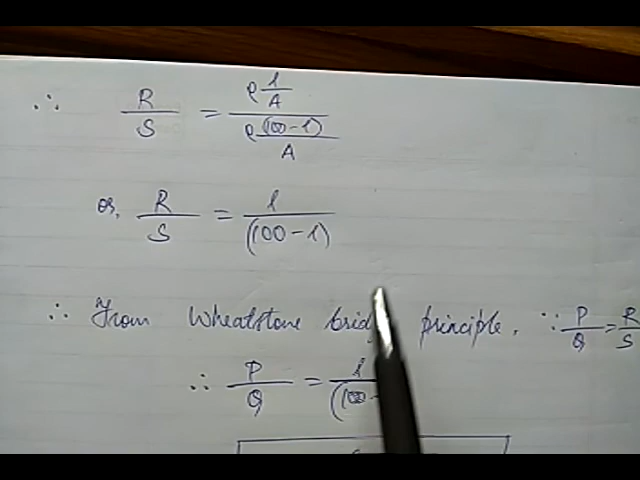 ∴ R/S = (ρ l/A) / (ρ (100 - l)/A)
or, R/S = l/(100 - l)
∴ From Wheatstone bridge principle, ∵ P/Q = R/S
∴ P/Q = l/(100 -